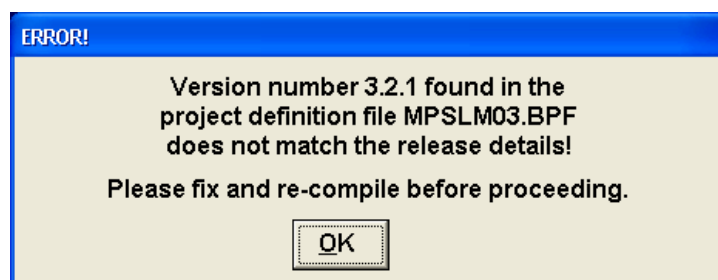 ERROR!
Version number 3.2.1 found in the
project definition file MPSLM03.BPF
does not match the release details!
Please fix and re-compile before proceeding.
OK